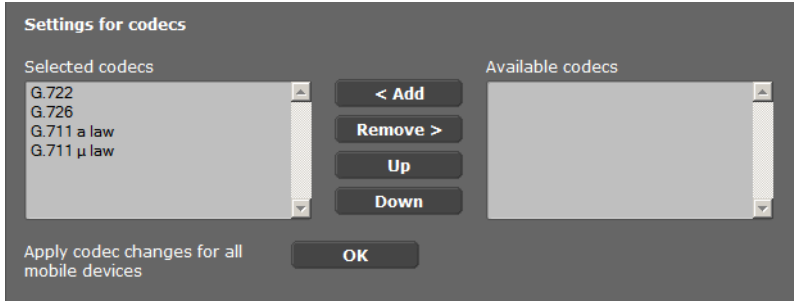 Settings for codecs
Selected codecs
Available codecs
G.722
G.726
G.711 a law
G.711 µ law
< Add
Remove >
Up
Down
Apply codec changes for all
mobile devices
OK